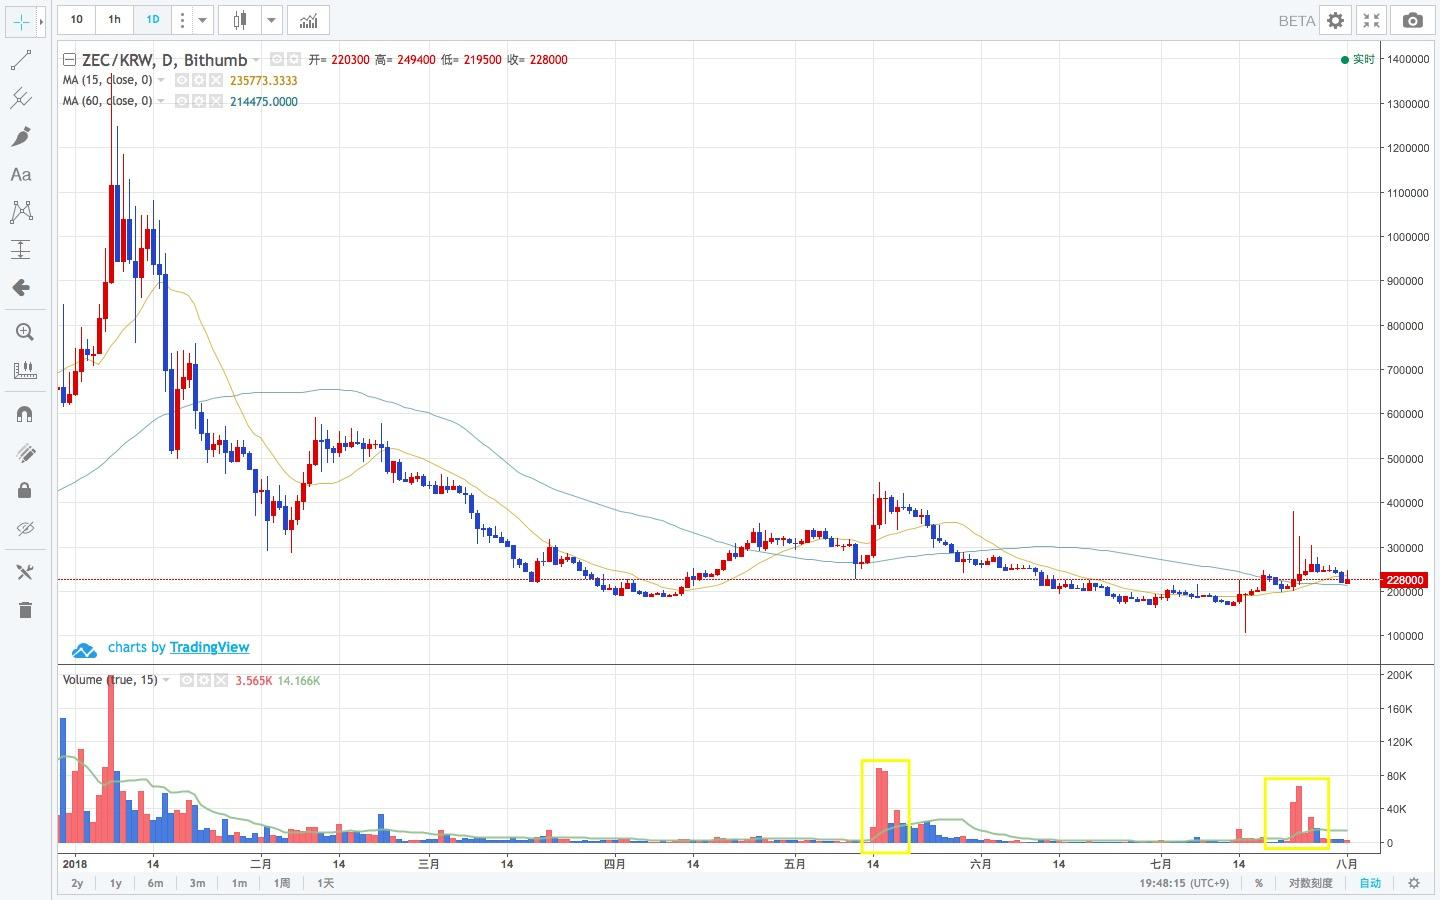 10 1h 1D
BETA
ZEC/KRW, D, Bithumb 开= 220300 高= 249400 低= 219500 收= 228000
实时
MA (15, close, 0) 235773.3333
MA (60, close, 0) 214475.0000
Aa
1400000
1300000
1200000
1100000
1000000
900000
800000
700000
600000
500000
400000
300000
228000
200000
100000
charts by TradingView
Volume (true, 15) 3.565K 14.166K
200K
160K
120K
80K
40K
0
2018 14 二月 14 三月 14 四月 14 五月 14 六月 14 七月 14 八月
2y 1y 6m 3m 1m 1周 1天
19:48:15 (UTC+9) % 对数刻度 自动